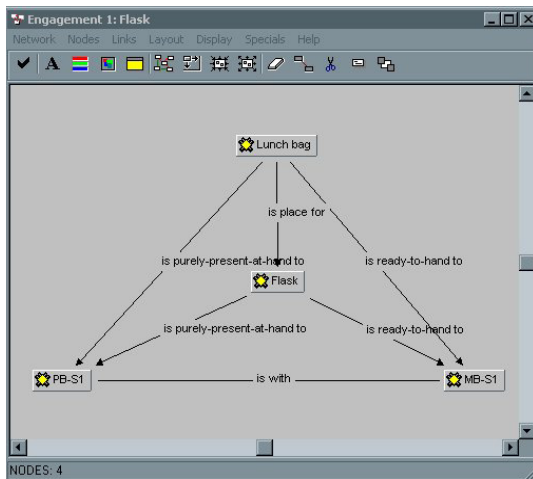 Engagement 1: Flask
Network Nodes Links Layout Display Specials Help
A
Lunch bag
is place for
is purely-present-at-hand to
is ready-to-hand to
Flask
is purely-present-at-hand to
is ready-to-hand to
PB-S1
is with
MB-S1
NODES: 4